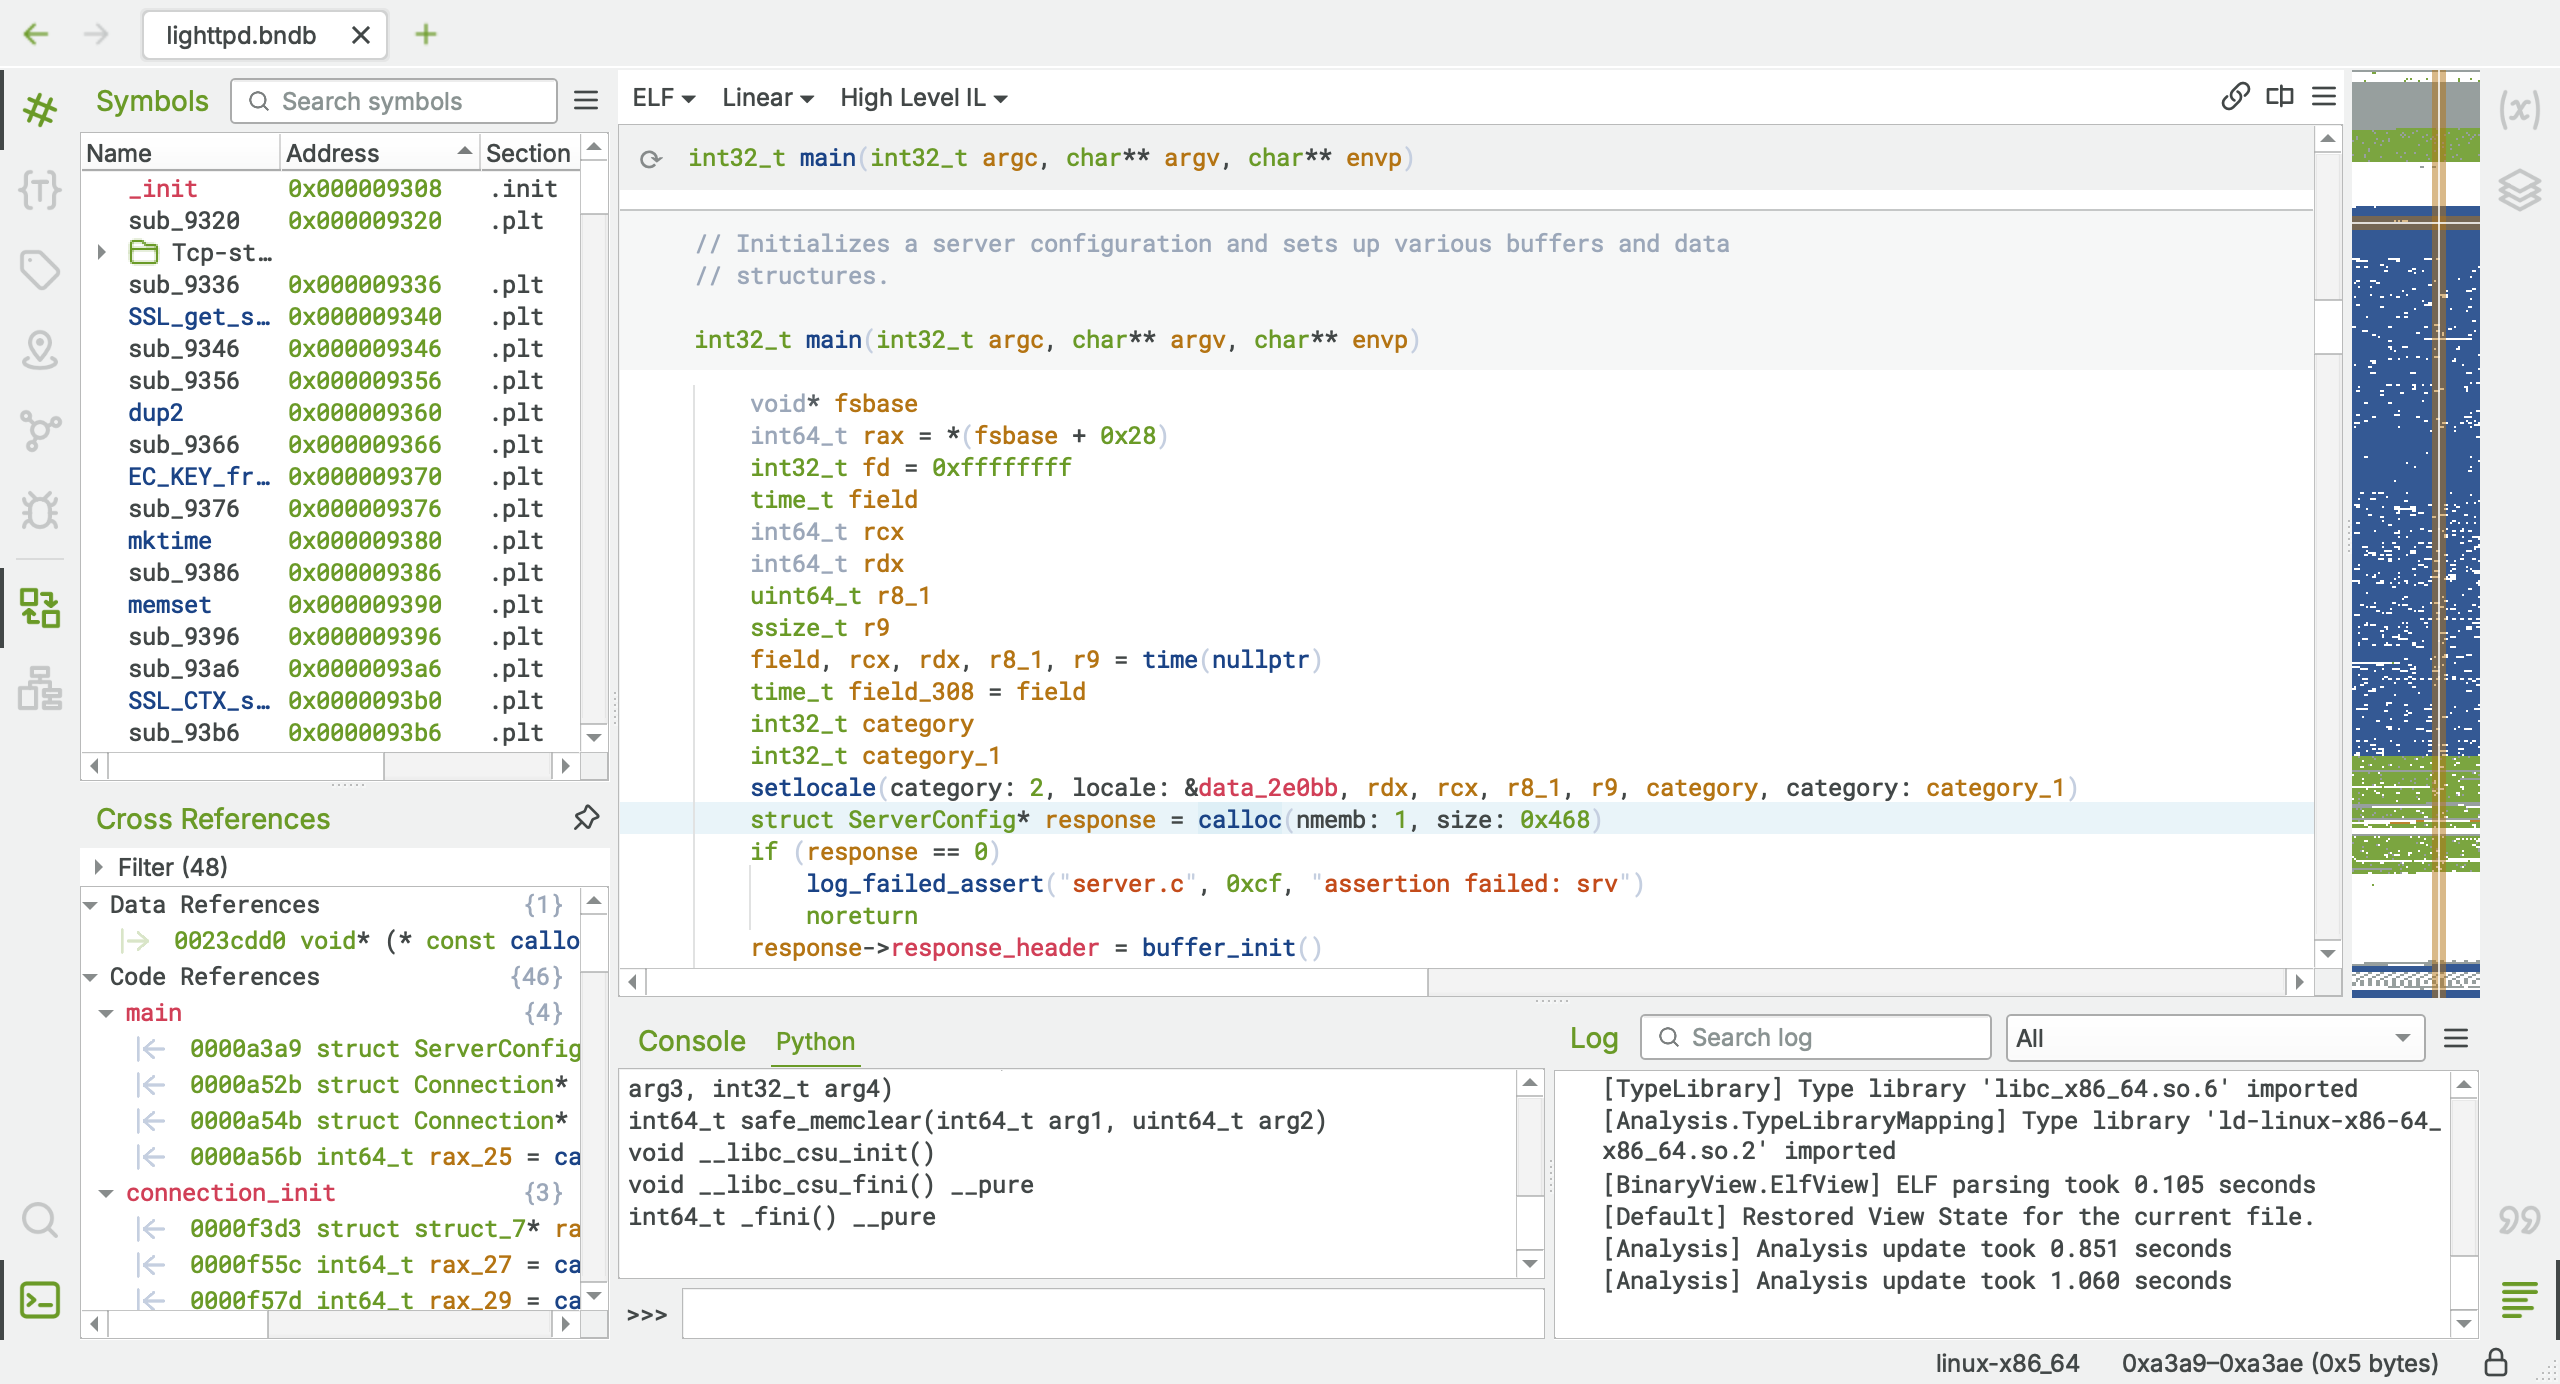 lighttpd.bndb
Symbols
Search symbols
Name Address Section
_init 0x000009308 .init
sub_9320 0x000009320 .plt
Tcp-st…
sub_9336 0x000009336 .plt
SSL_get_s… 0x000009340 .plt
sub_9346 0x000009346 .plt
sub_9356 0x000009356 .plt
dup2 0x000009360 .plt
sub_9366 0x000009366 .plt
EC_KEY_fr… 0x000009370 .plt
sub_9376 0x000009376 .plt
mktime 0x000009380 .plt
sub_9386 0x000009386 .plt
memset 0x000009390 .plt
sub_9396 0x000009396 .plt
sub_93a6 0x0000093a6 .plt
SSL_CTX_s… 0x0000093b0 .plt
sub_93b6 0x0000093b6 .plt
Cross References
Filter (48)
Data References {1}
0023cdd0 void* (* const callo
Code References {46}
main {4}
0000a3a9 struct ServerConfig
0000a52b struct Connection*
0000a54b struct Connection*
0000a56b int64_t rax_25 = ca
connection_init {3}
0000f3d3 struct struct_7* ra
0000f55c int64_t rax_27 = ca
0000f57d int64_t rax_29 = ca
ELF Linear High Level IL
int32_t main(int32_t argc, char** argv, char** envp)
// Initializes a server configuration and sets up various buffers and data
// structures.
int32_t main(int32_t argc, char** argv, char** envp)
void* fsbase
int64_t rax = *(fsbase + 0x28)
int32_t fd = 0xffffffff
time_t field
int64_t rcx
int64_t rdx
uint64_t r8_1
ssize_t r9
field, rcx, rdx, r8_1, r9 = time(nullptr)
time_t field_308 = field
int32_t category
int32_t category_1
setlocale(category: 2, locale: &data_2e0bb, rdx, rcx, r8_1, r9, category, category: category_1)
struct ServerConfig* response = calloc(nmemb: 1, size: 0x468)
if (response == 0)
log_failed_assert("server.c", 0xcf, "assertion failed: srv")
noreturn
response->response_header = buffer_init()
Console Python
arg3, int32_t arg4)
int64_t safe_memclear(int64_t arg1, uint64_t arg2)
void __libc_csu_init()
void __libc_csu_fini() __pure
int64_t _fini() __pure
>>>
Log
Search log
All
[TypeLibrary] Type library 'libc_x86_64.so.6' imported
[Analysis.TypeLibraryMapping] Type library 'ld-linux-x86-64_
x86_64.so.2' imported
[BinaryView.ElfView] ELF parsing took 0.105 seconds
[Default] Restored View State for the current file.
[Analysis] Analysis update took 0.851 seconds
[Analysis] Analysis update took 1.060 seconds
linux-x86_64 0xa3a9–0xa3ae (0x5 bytes)